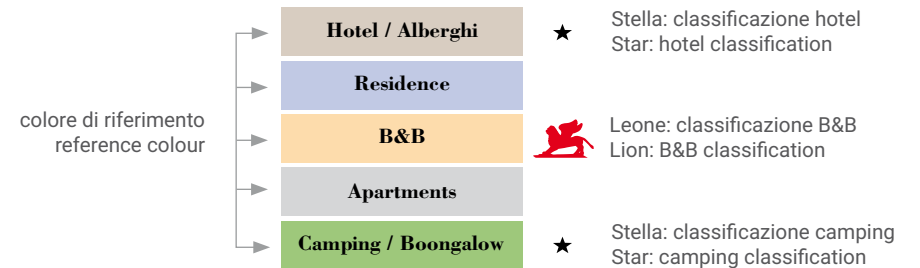 colore di riferimento
reference colour
Hotel / Alberghi
Stella: classificazione hotel
Star: hotel classification
Residence
B&B
Leone: classificazione B&B
Lion: B&B classification
Apartments
Camping / Boongalow
Stella: classificazione camping
Star: camping classification